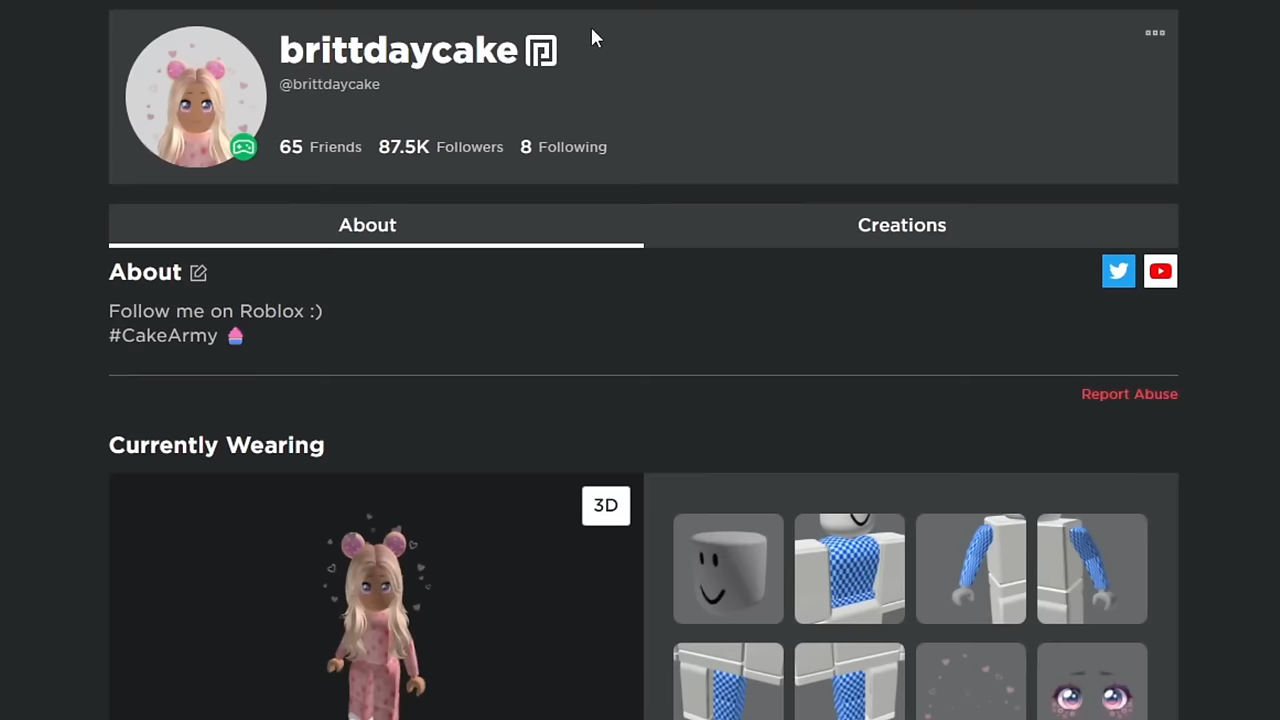 brittdaycake
@brittdaycake
65 Friends 87.5K Followers 8 Following
About Creations
About
Follow me on Roblox :)
#CakeArmy 🧁
Report Abuse
Currently Wearing
3D